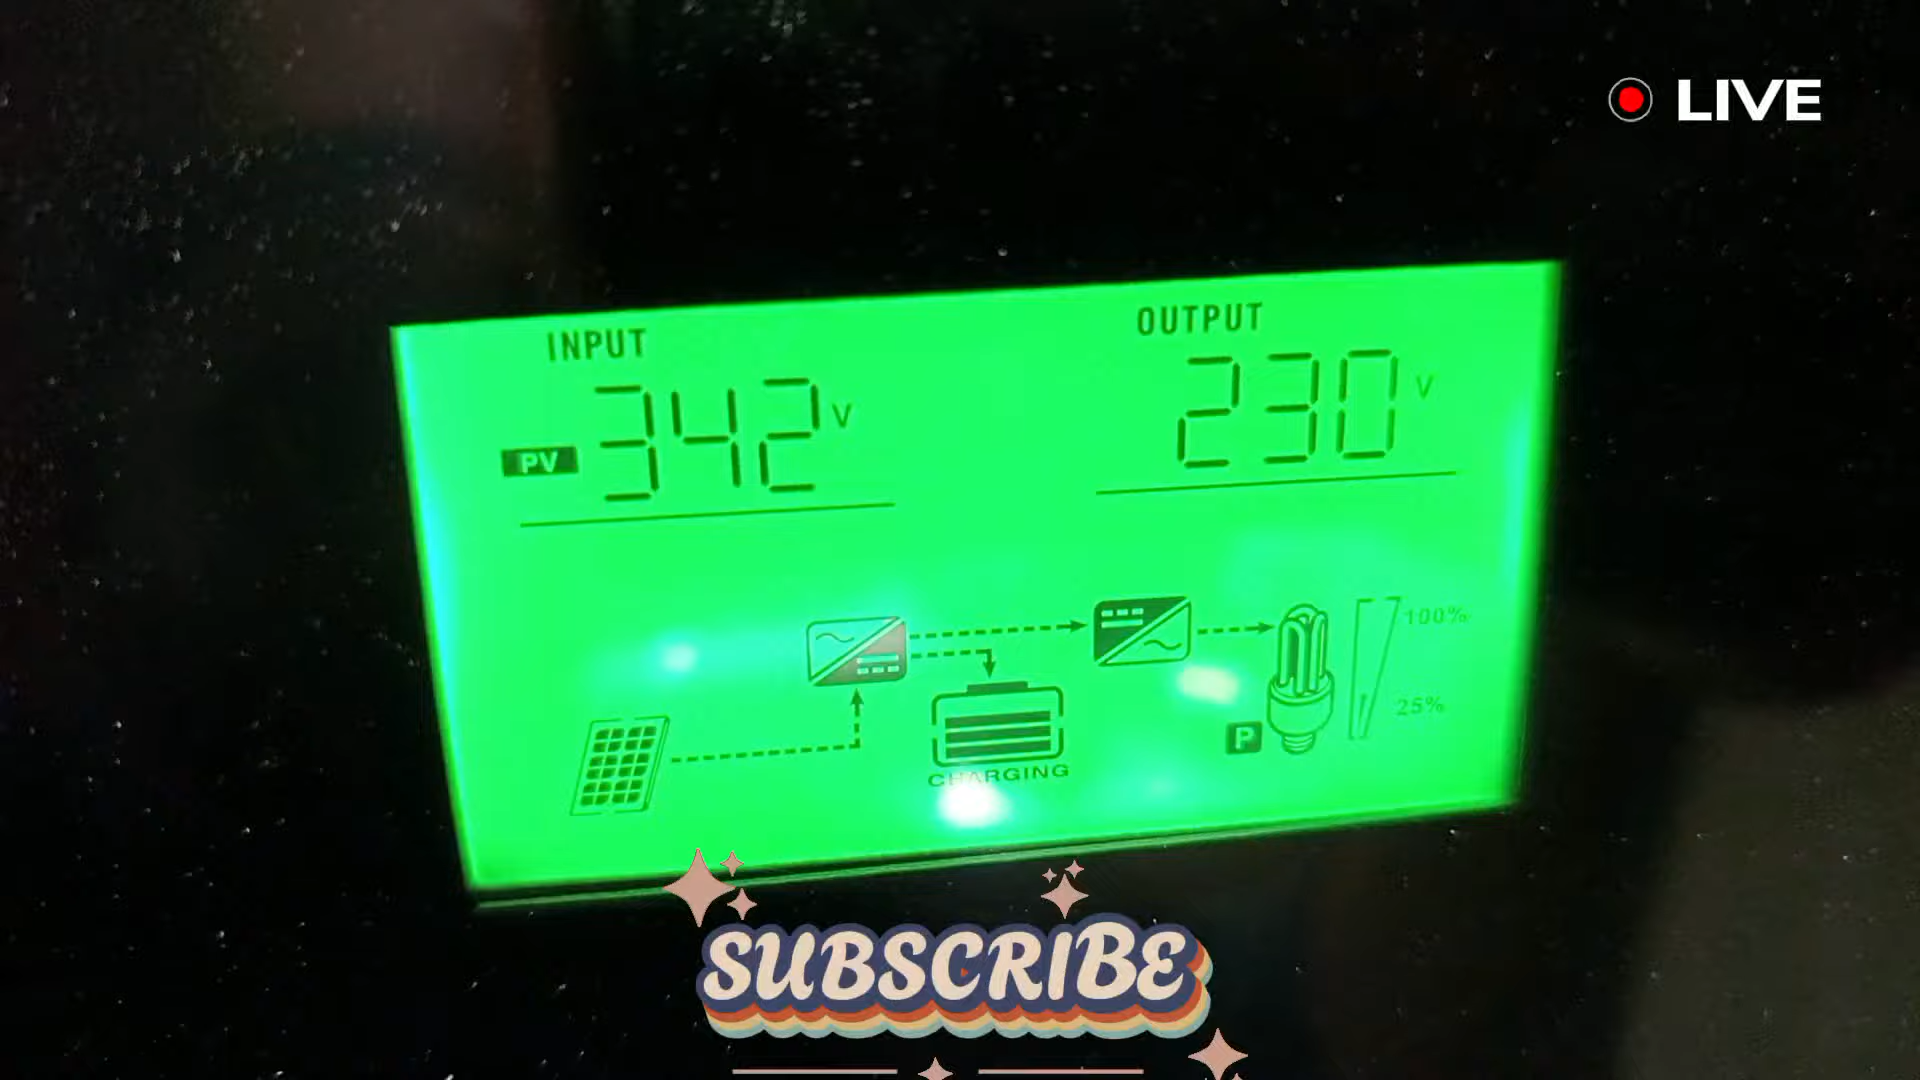 LIVE
INPUT
OUTPUT
PV 342 V
230 V
100%
25%
P
CHARGING
SUBSCRIBE